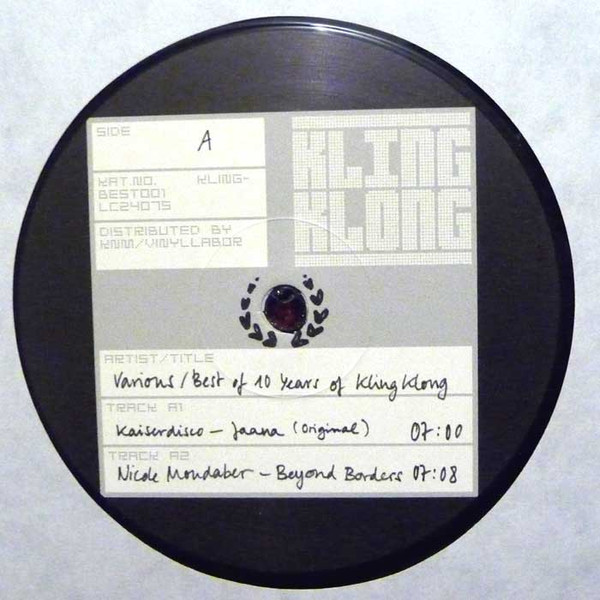 SIDE A
KAT.NO. KLING-
BEST001
LC24075
DISTRIBUTED BY
KNM/VINYLLABOR
KLING
KLONG
ARTIST/TITLE
Various/Best of 10 Years of Kling Klong
TRACK A1
Kaiserdisco – Jaana (Original) 07:00
TRACK A2
Nicole Moudaber – Beyond Borders 07:08